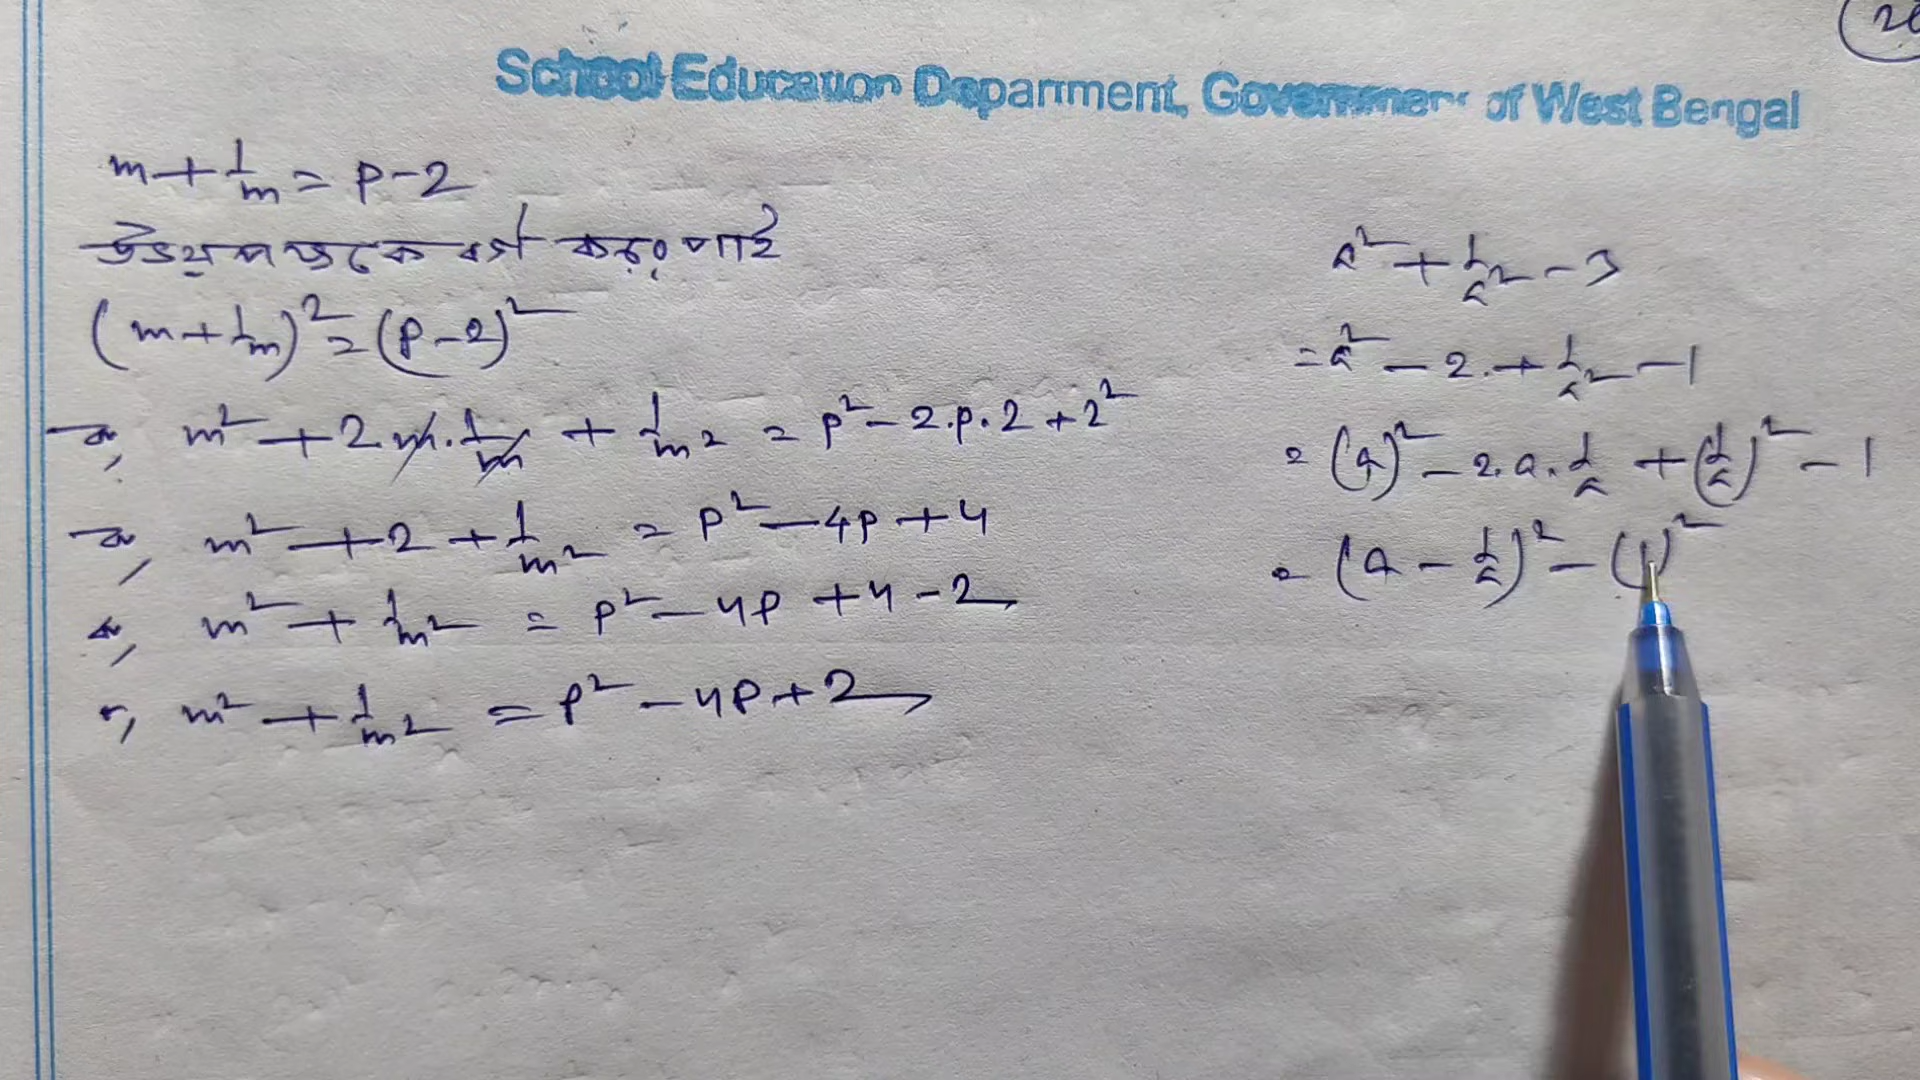 School Education Department, Government of West Bengal
m + 1/m = p - 2
উভয়পক্ষকে বর্গ করে পাই
(m + 1/m)² = (p - 2)²
বা, m² + 2.m.1/m + 1/m² = p² - 2.p.2 + 2²
বা, m² + 2 + 1/m² = p² - 4p + 4
বা, m² + 1/m² = p² - 4p + 4 - 2
বা, m² + 1/m² = p² - 4p + 2
a² + 1/a² - 3
= a² - 2 + 1/a² - 1
= (a)² - 2.a.1/a + (1/a)² - 1
= (a - 1/a)² - (1)²